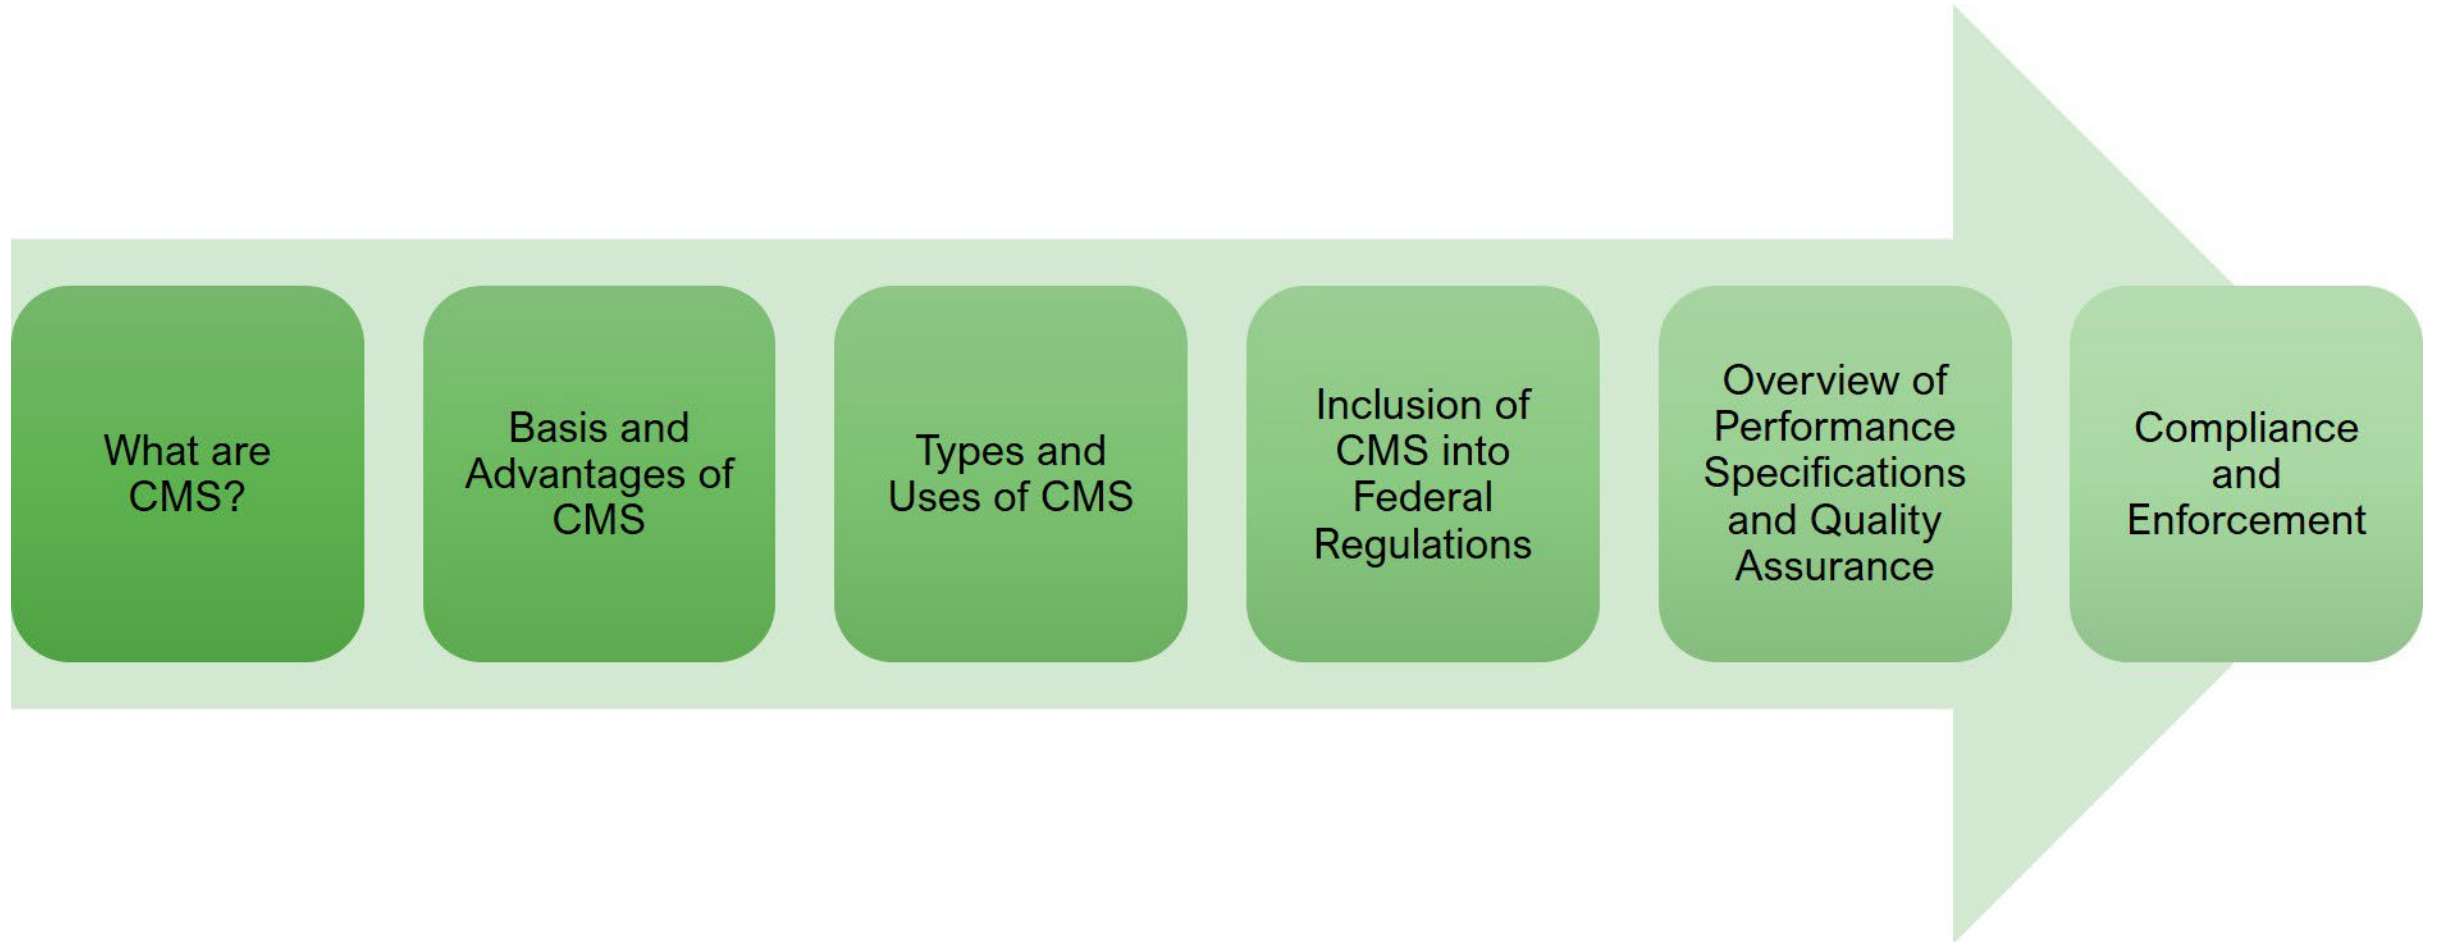 What are
CMS?
Basis and
Advantages of
CMS
Types and
Uses of CMS
Inclusion of
CMS into
Federal
Regulations
Overview of
Performance
Specifications
and Quality
Assurance
Compliance
and
Enforcement